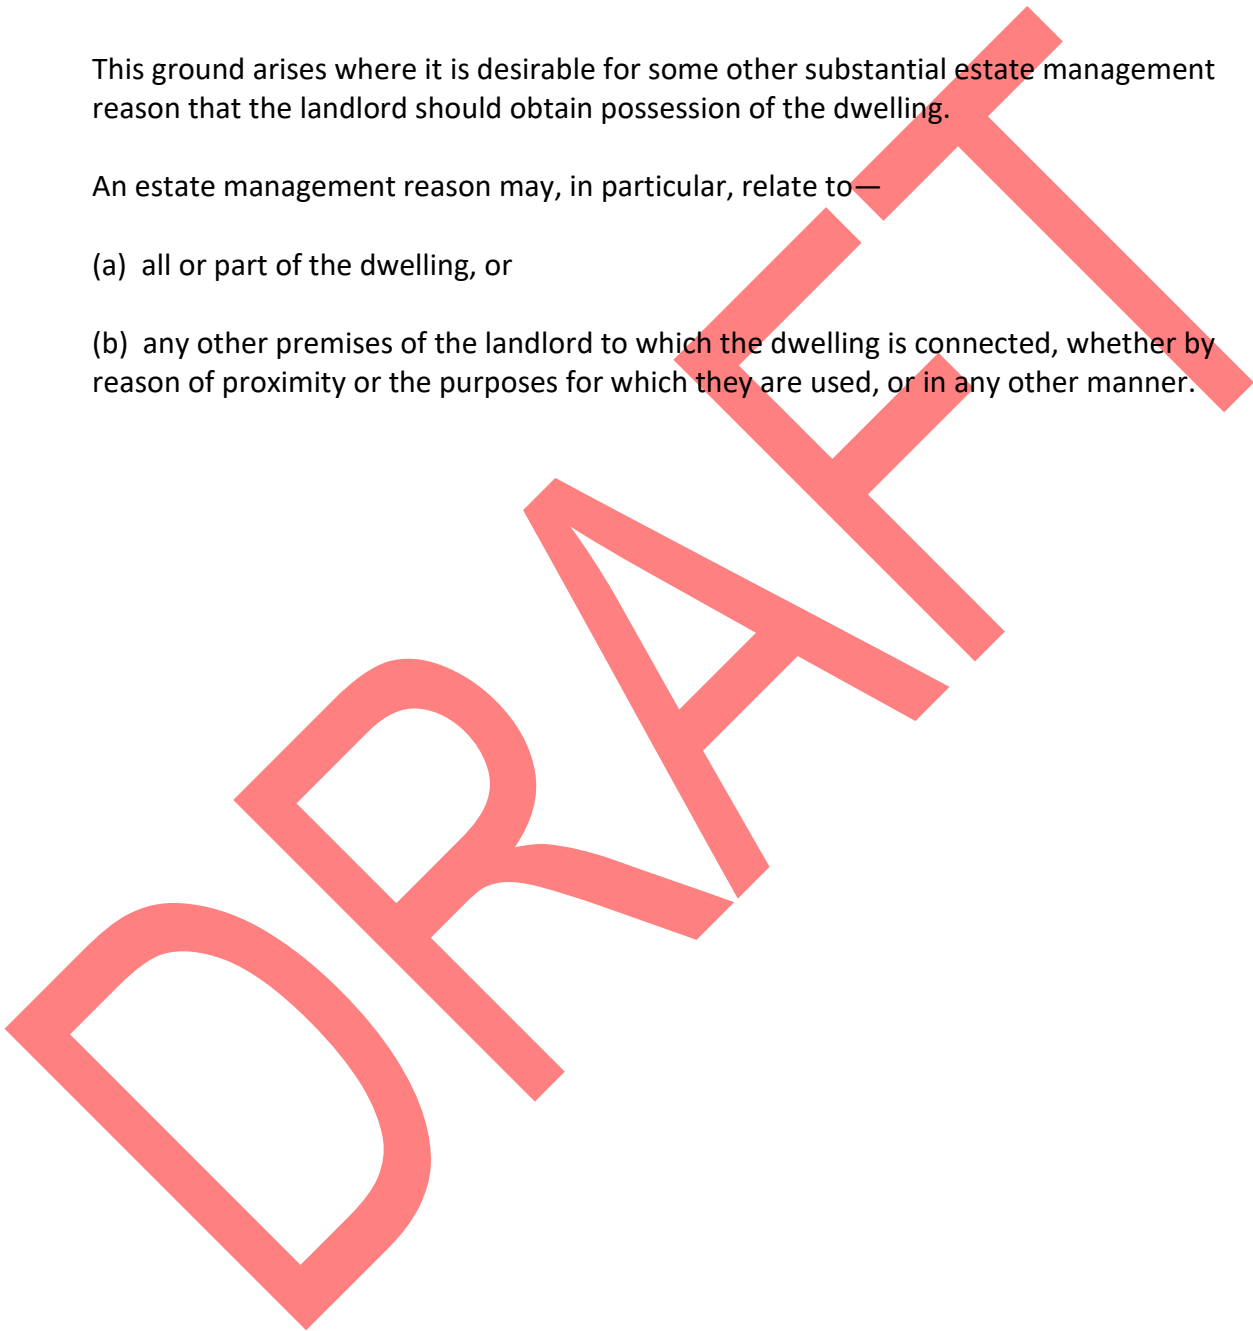 This ground arises where it is desirable for some other substantial estate management
reason that the landlord should obtain possession of the dwelling.
An estate management reason may, in particular, relate to—
(a)  all or part of the dwelling, or
(b)  any other premises of the landlord to which the dwelling is connected, whether by
reason of proximity or the purposes for which they are used, or in any other manner.
DRAFT